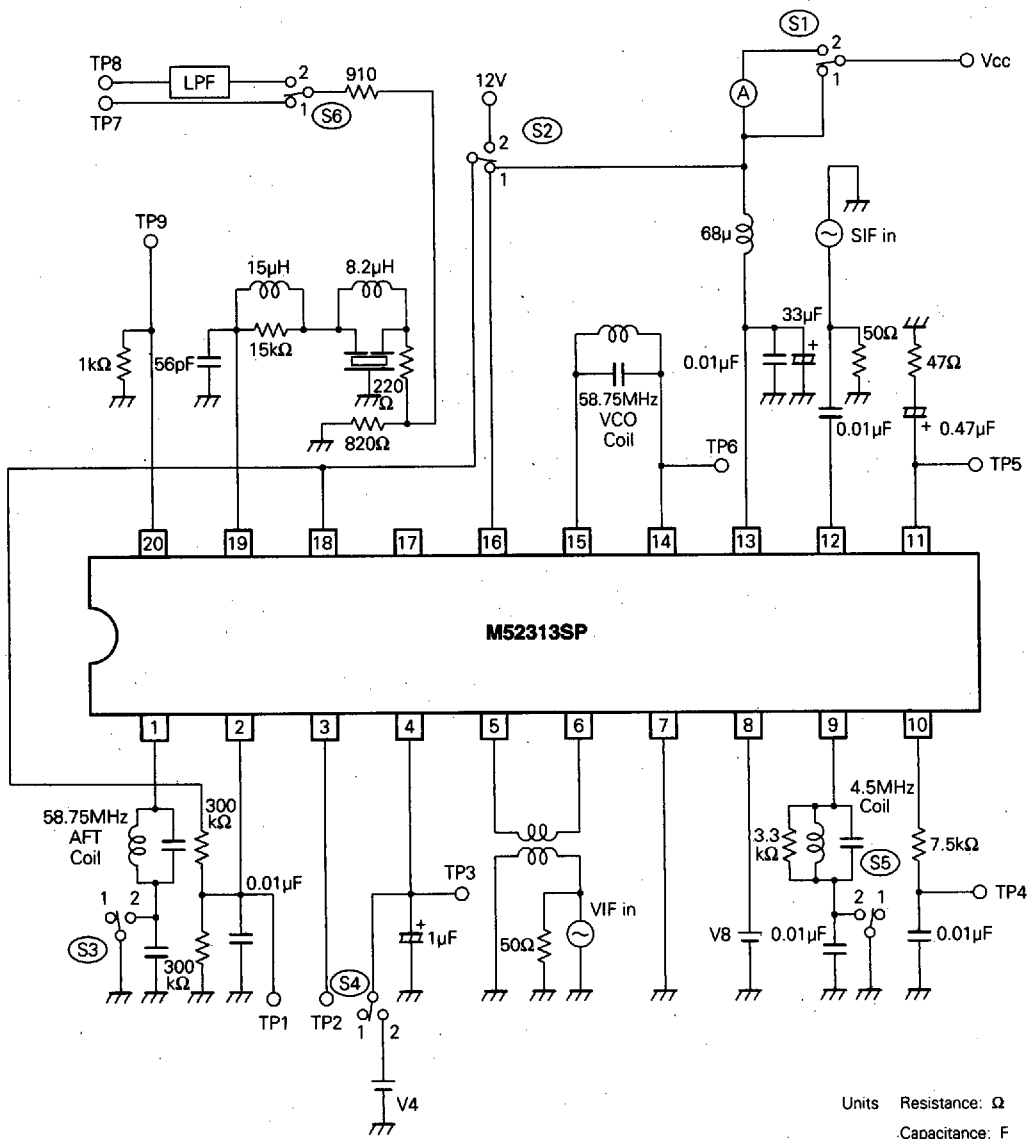 S1
2
1
Vcc
A
TP8
LPF
2
910
TP7
1
S6
12V
2
S2
1
TP9
15μH
8.2μH
1kΩ
56pF
15kΩ
220
Ω
820Ω
58.75MHz
VCO
Coil
TP6
68μ
SIF in
33μF
+
0.01μF
50Ω
47Ω
0.01μF
+ 0.47μF
TP5
20
19
18
17
16
15
14
13
12
11
M52313SP
1
2
3
4
5
6
7
8
9
10
58.75MHz
AFT
Coil
300
kΩ
0.01μF
1
2
S3
300
kΩ
TP1
TP2
S4
1
2
V4
TP3
+
1μF
50Ω
VIF in
V8
4.5MHz
Coil
3.3
kΩ
S5
2
1
0.01μF
7.5kΩ
TP4
0.01μF
Units Resistance: Ω
Capacitance: F